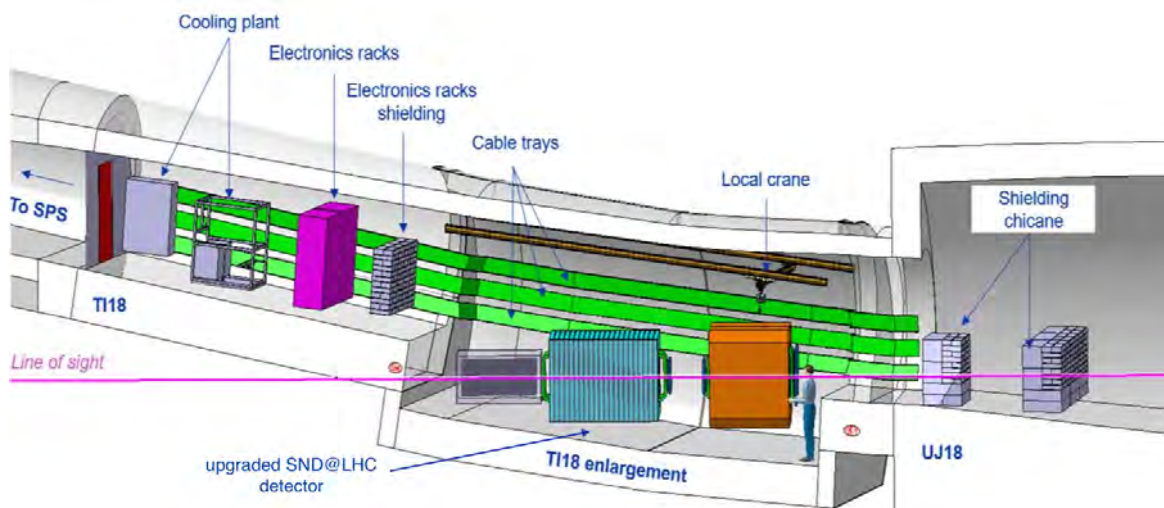 Cooling plant
Electronics racks
Electronics racks
shielding
Cable trays
Local crane
Shielding
chicane
To SPS
TI18
Line of sight
upgraded SND@LHC
detector
TI18 enlargement
UJ18